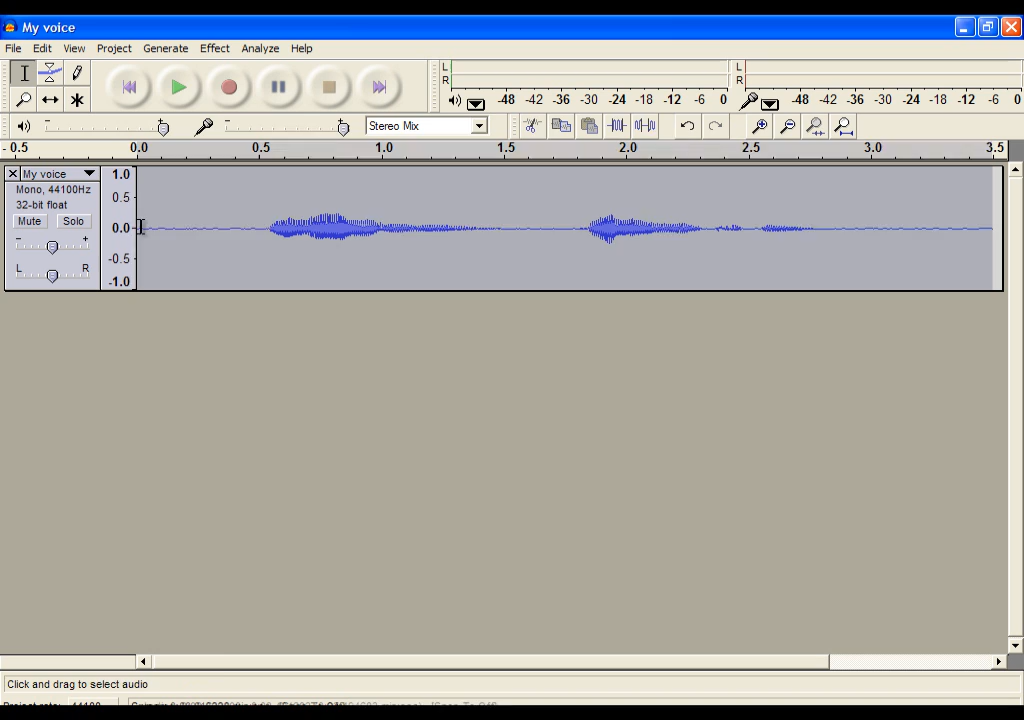 My voice
File Edit View Project Generate Effect Analyze Help
L
R
-48 -42 -36 -30 -24 -18 -12 -6 0
L
R
-48 -42 -36 -30 -24 -18 -12 -6 0
Stereo Mix
- 0.5 0.0 0.5 1.0 1.5 2.0 2.5 3.0 3.5
My voice
Mono, 44100Hz
32-bit float
Mute Solo
- +
L R
1.0
0.5
0.0
-0.5
-1.0
Click and drag to select audio
Project rate: 44100